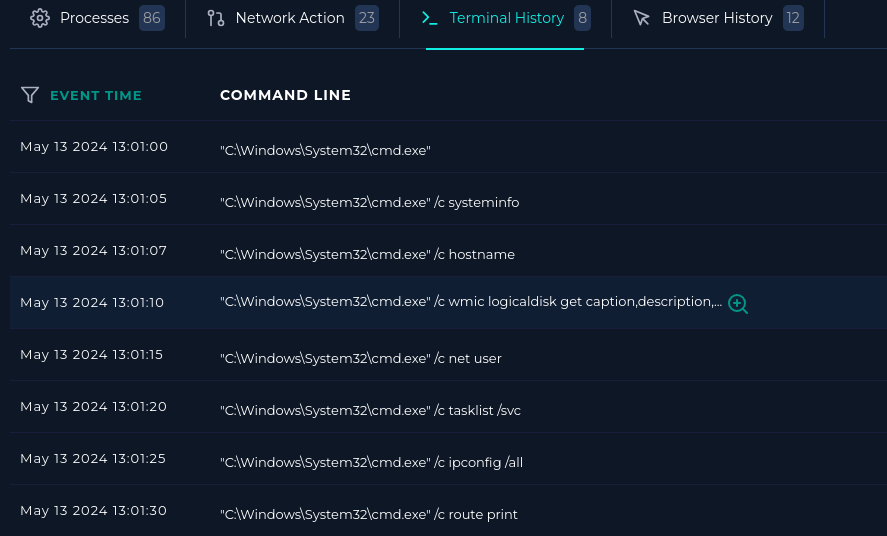 Processes 86 Network Action 23 Terminal History 8 Browser History 12
EVENT TIME COMMAND LINE
May 13 2024 13:01:00 "C:\Windows\System32\cmd.exe"
May 13 2024 13:01:05 "C:\Windows\System32\cmd.exe" /c systeminfo
May 13 2024 13:01:07 "C:\Windows\System32\cmd.exe" /c hostname
May 13 2024 13:01:10 "C:\Windows\System32\cmd.exe" /c wmic logicaldisk get caption,description,...
May 13 2024 13:01:15 "C:\Windows\System32\cmd.exe" /c net user
May 13 2024 13:01:20 "C:\Windows\System32\cmd.exe" /c tasklist /svc
May 13 2024 13:01:25 "C:\Windows\System32\cmd.exe" /c ipconfig /all
May 13 2024 13:01:30 "C:\Windows\System32\cmd.exe" /c route print